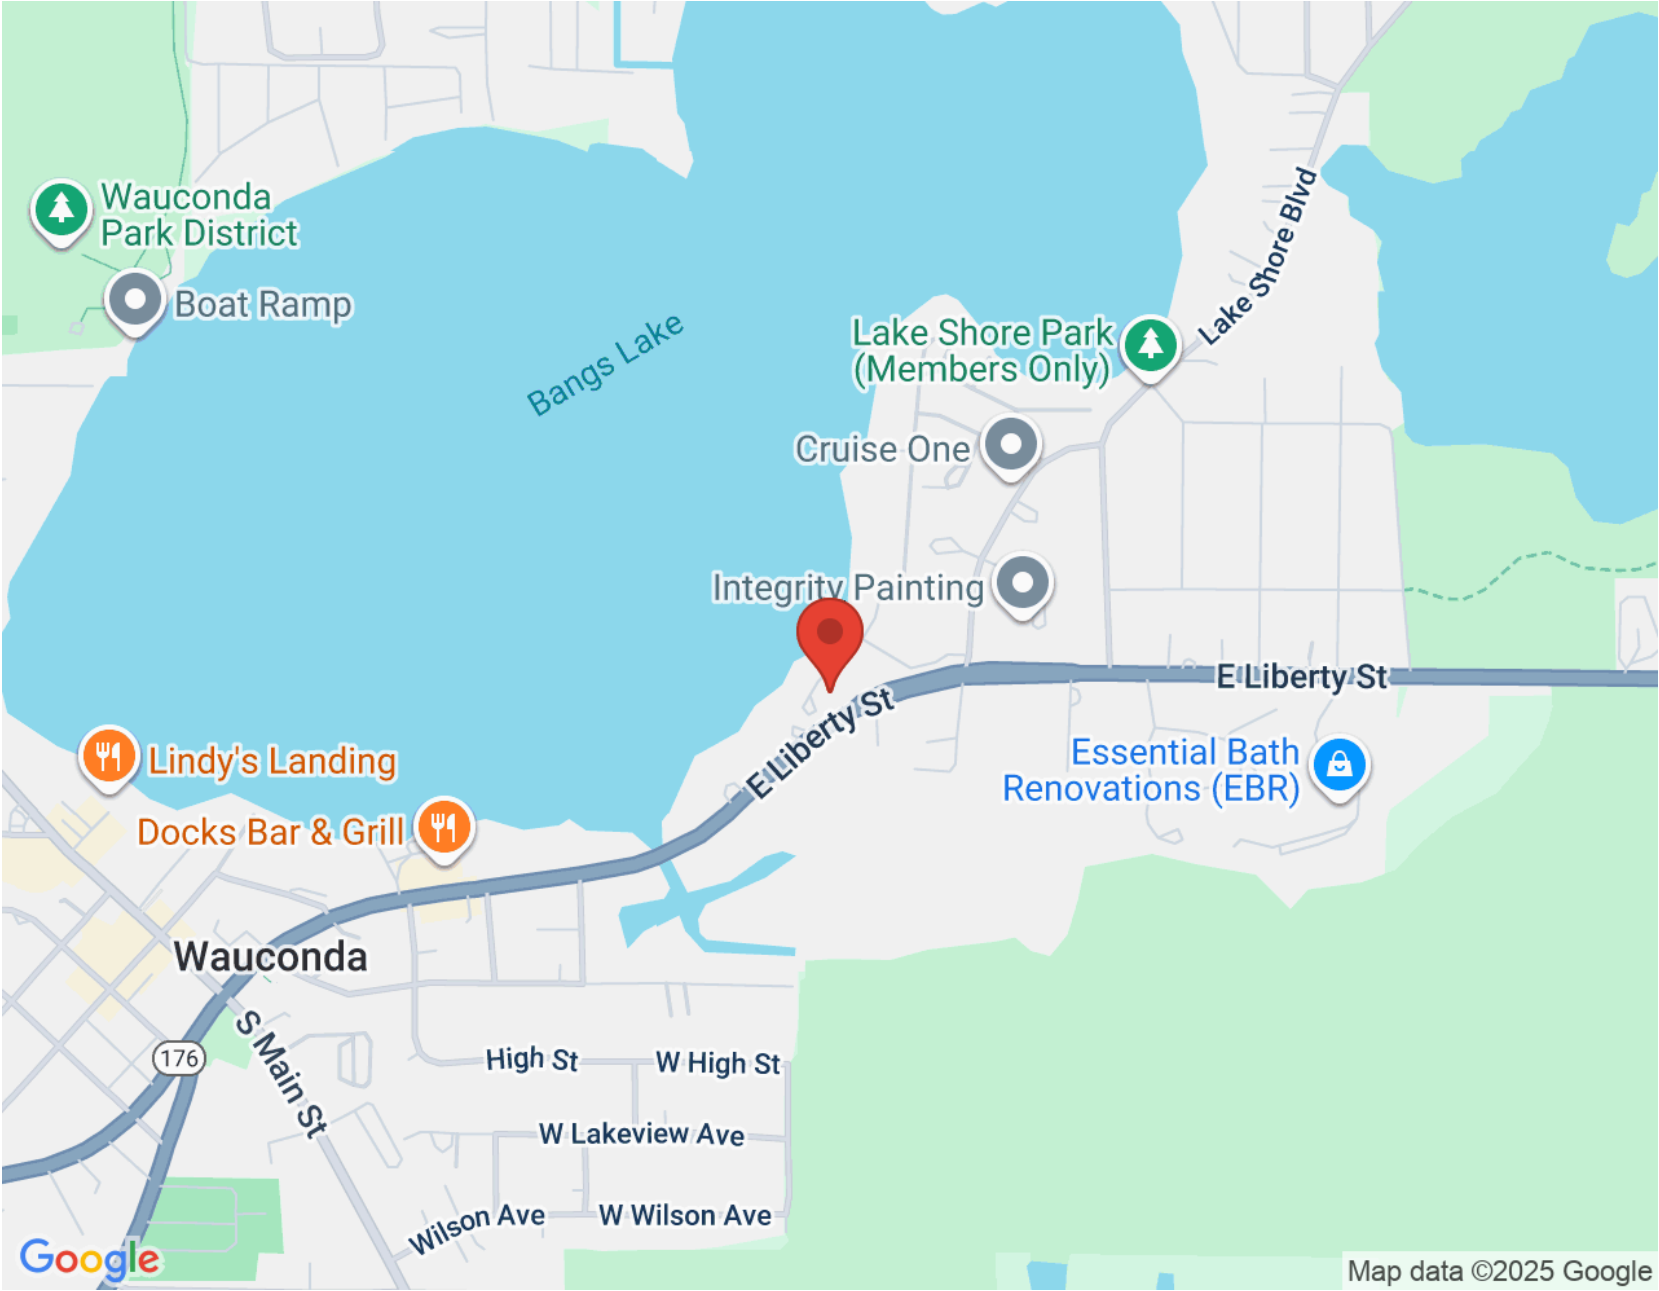 Wauconda
Park District
Boat Ramp
Bangs Lake
Lake Shore Blvd
Lake Shore Park
(Members Only)
Cruise One
Integrity Painting
E Liberty St
E Liberty St
Lindy's Landing
Essential Bath
Renovations (EBR)
Docks Bar & Grill
Wauconda
S Main St
176
High St
W High St
W Lakeview Ave
Wilson Ave
W Wilson Ave
Google
Map data ©2025 Google